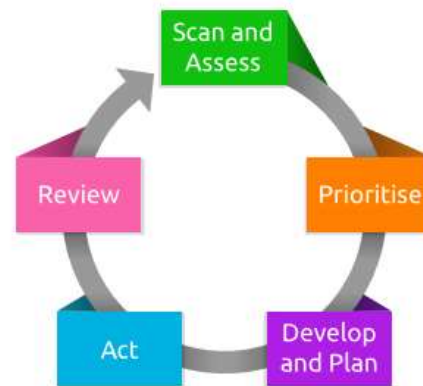 Scan and
Assess
Prioritise
Develop
and Plan
Act
Review